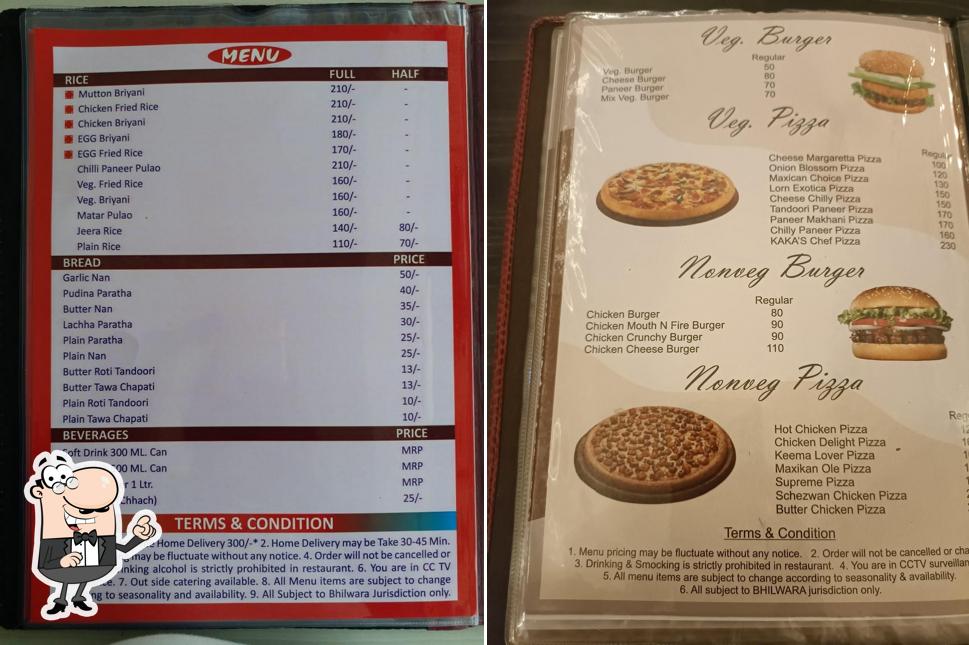 MENU
RICE FULL HALF
Mutton Briyani 210/- -
Chicken Fried Rice 210/- -
Chicken Briyani 210/- -
EGG Briyani 180/- -
EGG Fried Rice 170/- -
Chilli Paneer Pulao 210/- -
Veg. Fried Rice 160/- -
Veg. Briyani 160/- -
Matar Pulao 160/- -
Jeera Rice 140/- 80/-
Plain Rice 110/- 70/-
BREAD PRICE
Garlic Nan 50/-
Pudina Paratha 40/-
Butter Nan 35/-
Lachha Paratha 30/-
Plain Paratha 25/-
Plain Nan 25/-
Butter Roti Tandoori 13/-
Butter Tawa Chapati 13/-
Plain Roti Tandoori 10/-
Plain Tawa Chapati 10/-
BEVERAGES PRICE
Soft Drink 300 ML. Can MRP
ML. Can MRP
1 Ltr. MRP
Chhach) 25/-
TERMS & CONDITION
Home Delivery 300/-* 2. Home Delivery may be Take 30-45 Min.
may be fluctuate without any notice. 4. Order will not be cancelled or
alcohol is strictly prohibited in restaurant. 6. You are in CC TV
7. Out side catering available. 8. All Menu items are subject to change
to seasonality and availability. 9. All Subject to Bhilwara Jurisdiction only.
Veg. Burger
Regular
Veg. Burger 50
Cheese Burger 80
Paneer Burger 70
Mix Veg. Burger 70
Veg. Pizza
Cheese Margaretta Pizza 100
Onion Blossom Pizza 120
Maxican Choice Pizza 130
Lorn Exotica Pizza 150
Cheese Chilly Pizza 150
Tandoori Paneer Pizza 170
Paneer Makhani Pizza 170
Chilly Paneer Pizza 160
KAKA'S Chef Pizza 230
Nonveg Burger
Regular
Chicken Burger 80
Chicken Mouth N Fire Burger 90
Chicken Crunchy Burger 90
Chicken Cheese Burger 110
Nonveg Pizza
Hot Chicken Pizza
Chicken Delight Pizza
Keema Lover Pizza
Maxikan Ole Pizza
Supreme Pizza
Schezwan Chicken Pizza
Butter Chicken Pizza
Terms & Condition
1. Menu pricing may be fluctuate without any notice. 2. Order will not be cancelled or
3. Drinking & Smocking is strictly prohibited in restaurant. 4. You are in CCTV
5. All menu items are subject to change according to seasonality & availability.
6. All subject to BHILWARA jurisdiction only.